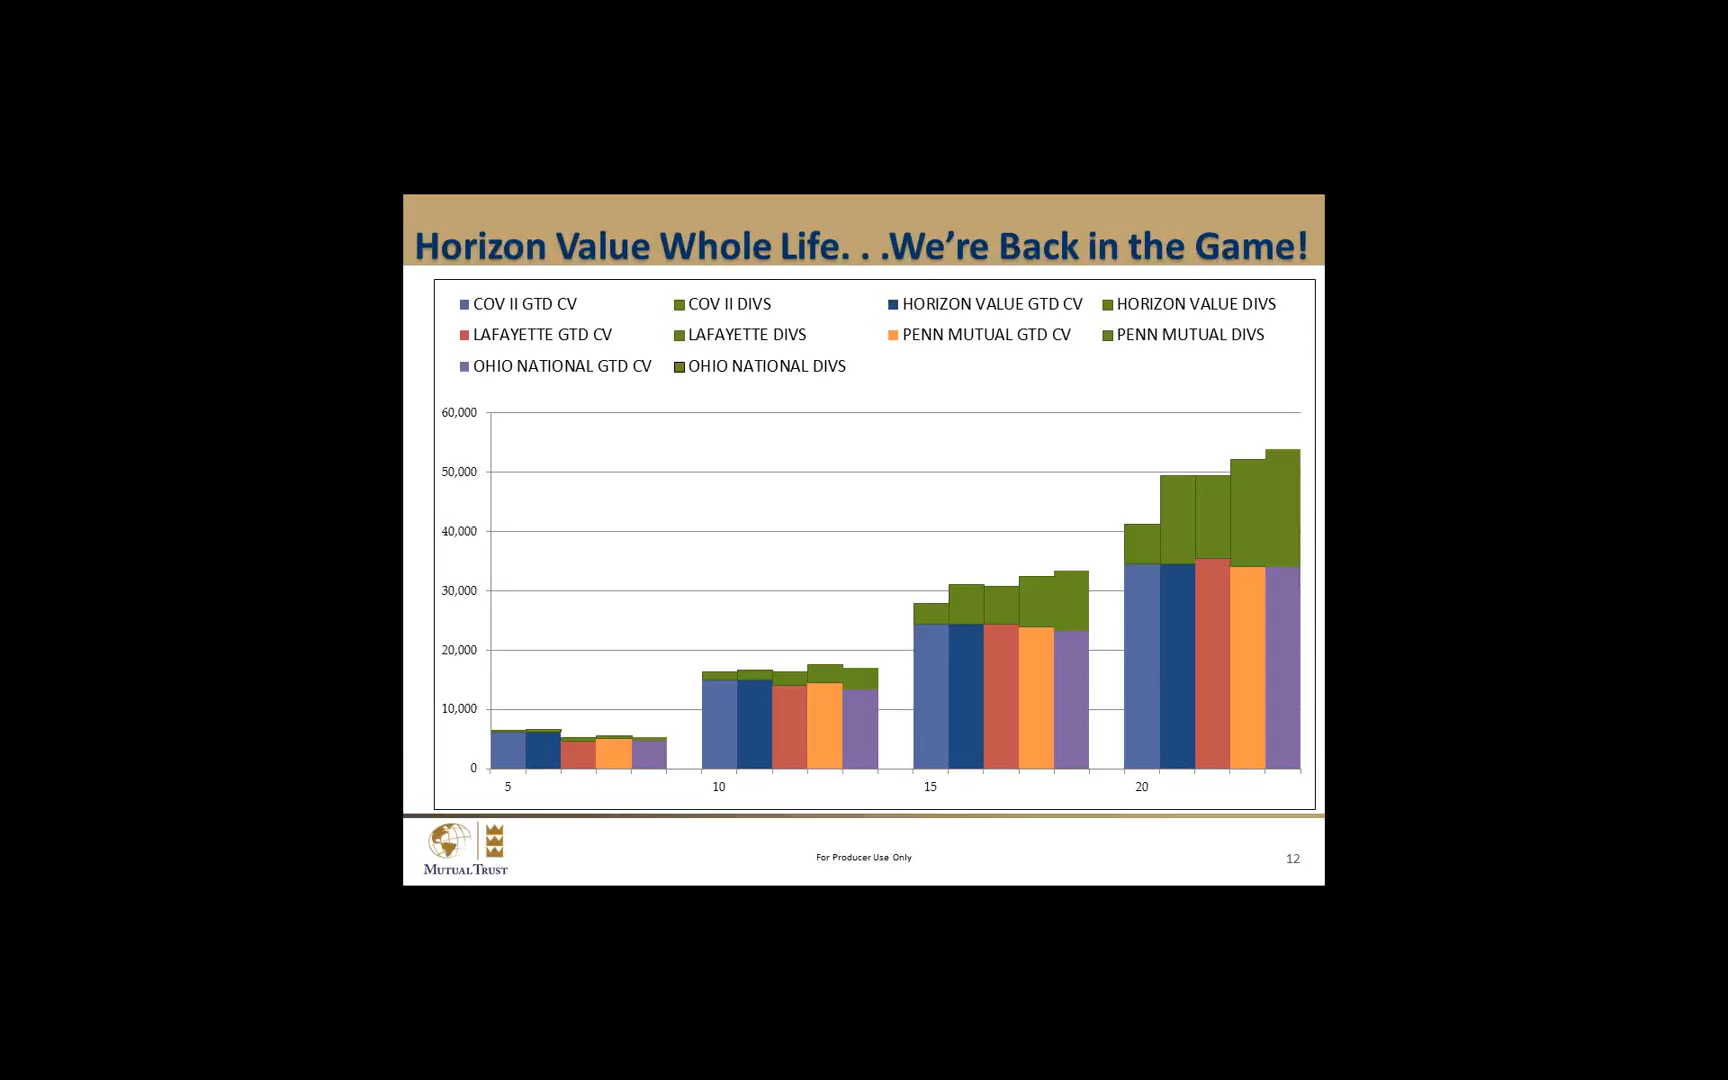 Horizon Value Whole Life. . .We’re Back in the Game!
COV II GTD CV COV II DIVS HORIZON VALUE GTD CV HORIZON VALUE DIVS
LAFAYETTE GTD CV LAFAYETTE DIVS PENN MUTUAL GTD CV PENN MUTUAL DIVS
OHIO NATIONAL GTD CV OHIO NATIONAL DIVS
60,000
50,000
40,000
30,000
20,000
10,000
0
5 10 15 20
MUTUAL TRUST
For Producer Use Only
12